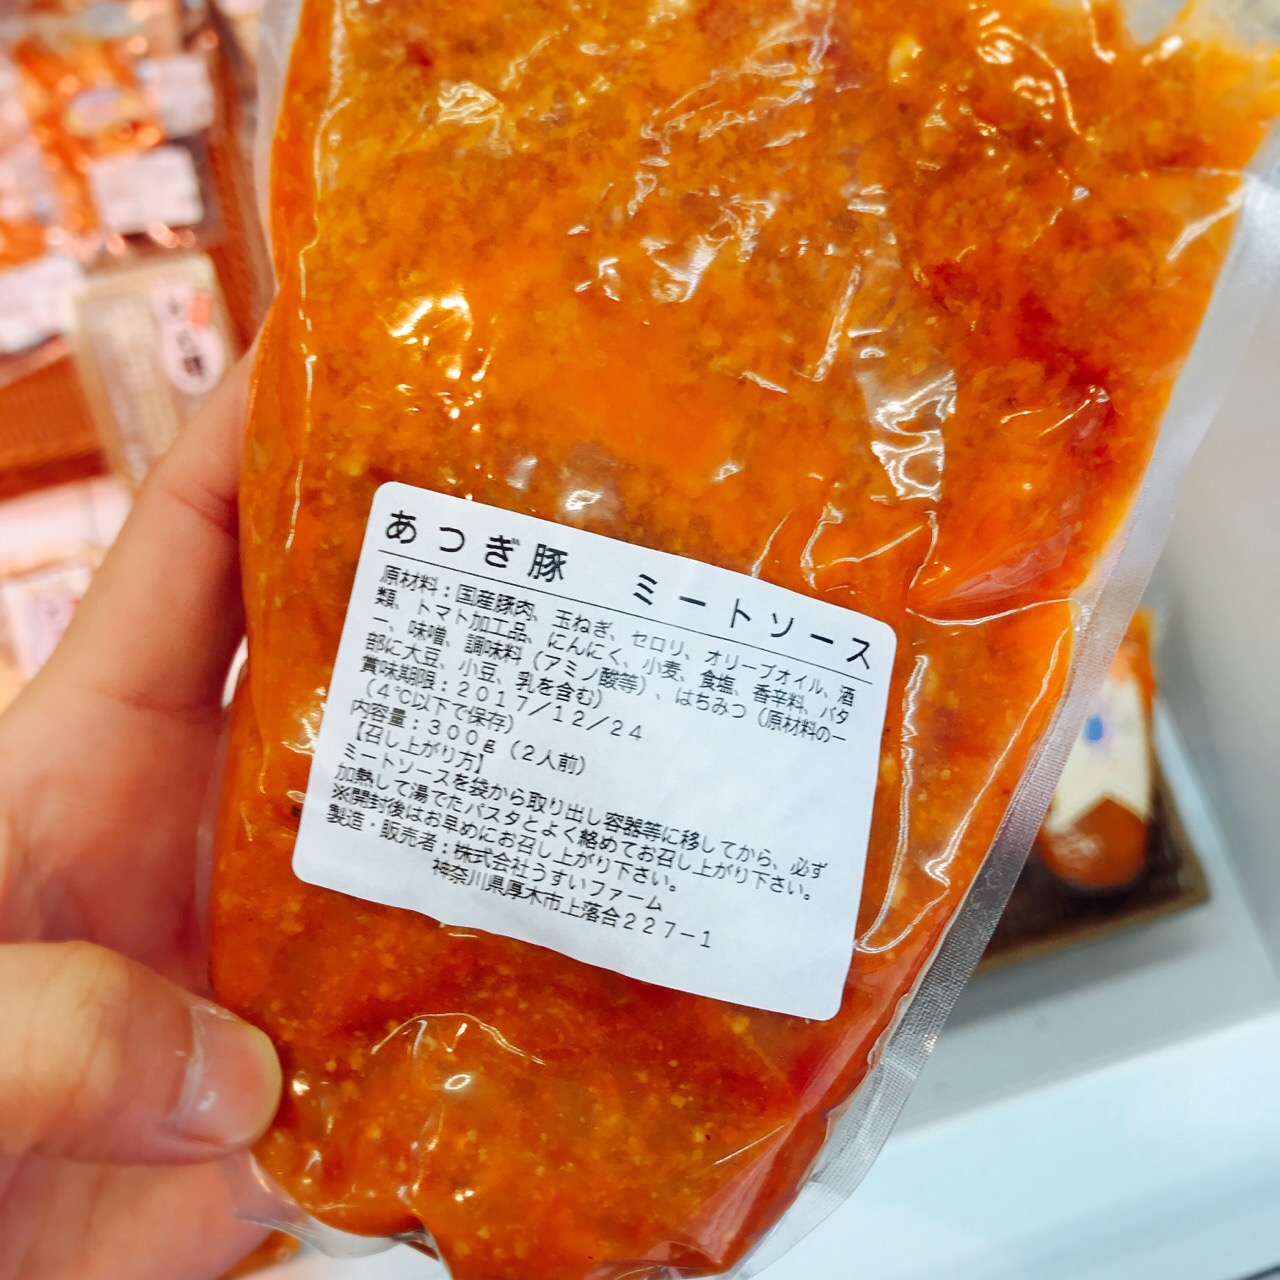 あつぎ豚　ミートソース
原材料：国産豚肉、玉ねぎ、セロリ、オリーブオイル、酒
類、トマト加工品、にんにく、小麦、食塩、香辛料、バタ
ー、味噌、調味料（アミノ酸等）、はちみつ（原材料の一
部に大豆、小豆、乳を含む）
賞味期限：２０１７／１２／２４
（４℃以下で保存）
内容量：３００ｇ（２人前）
【召し上がり方】
ミートソースを袋から取り出し容器等に移してから、必ず
加熱して湯でたパスタとよく絡めてお召し上がり下さい。
※開封後はお早めにお召し上がり下さい。
製造・販売者：株式会社うすいファーム
神奈川県厚木市上落合２２７－１